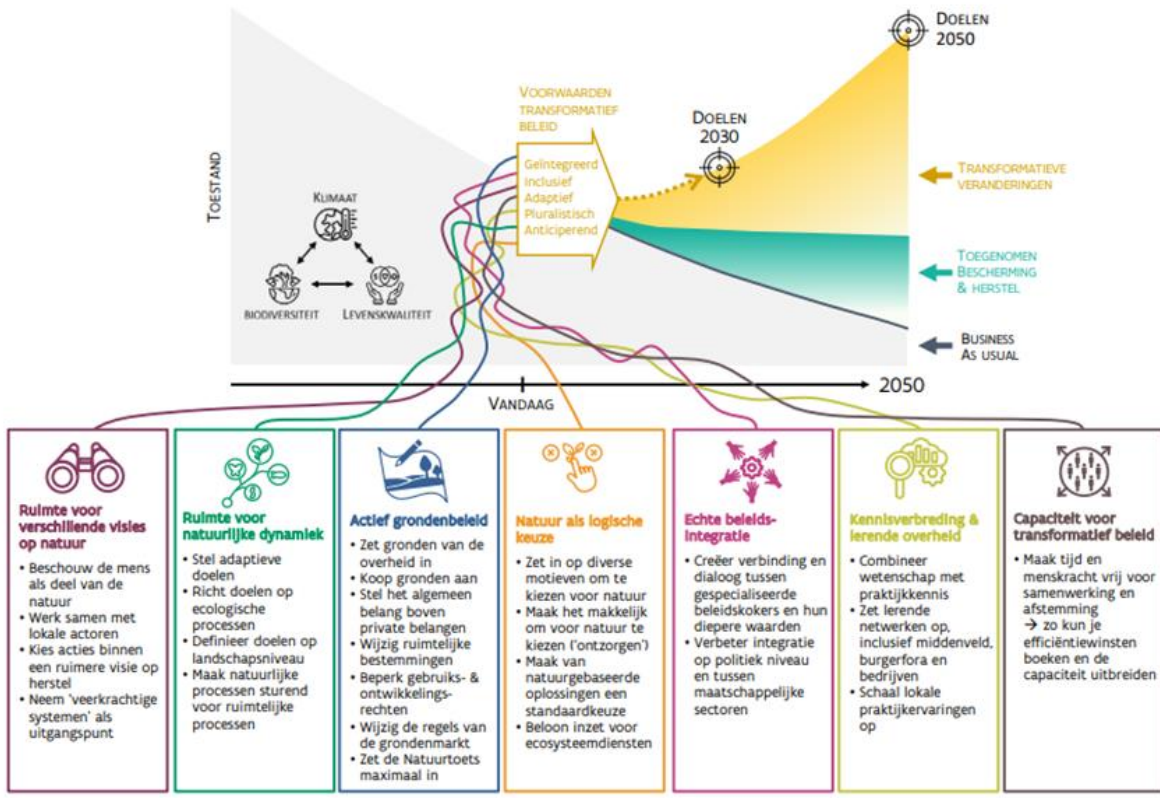 DOELEN
2050
VOORWAARDEN
TRANSFORMATIEF
BELEID
DOELEN
2030
Geïntegreerd
Inclusief
Adaptief
Pluralistisch
Anticiperend
TOESTAND
KLIMAAT
BIODIVERSITEIT
LEVENSKWALITEIT
TRANSFORMATIEVE
VERANDERINGEN
TOEGENOMEN
BESCHERMING
& HERSTEL
BUSINESS
AS USUAL
VANDAAG
2050
Ruimte voor
verschillende visies
op natuur
• Beschouw de mens
als deel van de
natuur
• Werk samen met
lokale actoren
• Kies acties binnen
een ruimere visie op
herstel
• Neem 'veerkrachtige
systemen' als
uitgangspunt
Ruimte voor
natuurlijke dynamiek
• Stel adaptieve
doelen
• Richt doelen op
ecologische
processen
• Definieer doelen op
landschapsniveau
• Maak natuurlijke
processen sturend
voor ruimtelijke
processen
Actief grondenbeleid
• Zet gronden van de
overheid in
• Koop gronden aan
• Stel het algemeen
belang boven
private belangen
• Wijzig ruimtelijke
bestemmingen
• Beperk gebruiks- &
ontwikkelings-
rechten
• Wijzig de regels van
de grondenmarkt
• Zet de Natuurtoets
maximaal in
Natuur als logische
keuze
• Zet in op diverse
motieven om te
kiezen voor natuur
• Maak het makkelijk
om voor natuur te
kiezen ('ontzorgen')
• Maak van
natuurgebaseerde
oplossingen een
standaardkeuze
• Beloon inzet voor
ecosysteemdiensten
Echte beleids-
integratie
• Creëer verbinding en
dialoog tussen
gespecialiseerde
beleidskokers en hun
diepere waarden
• Verbeter integratie
op politiek niveau
en tussen
maatschappelijke
sectoren
Kennisverbreding &
lerende overheid
• Combineer
wetenschap met
praktijkkennis
• Zet lerende
netwerken op,
inclusief middenveld,
burgerfora en
bedrijven
• Schaal lokale
praktijkervaringen
op
Capaciteit voor
transformatief beleid
• Maak tijd en
menskracht vrij voor
samenwerking en
afstemming
→ zo kun je
efficiëntiewinsten
boeken en de
capaciteit uitbreiden